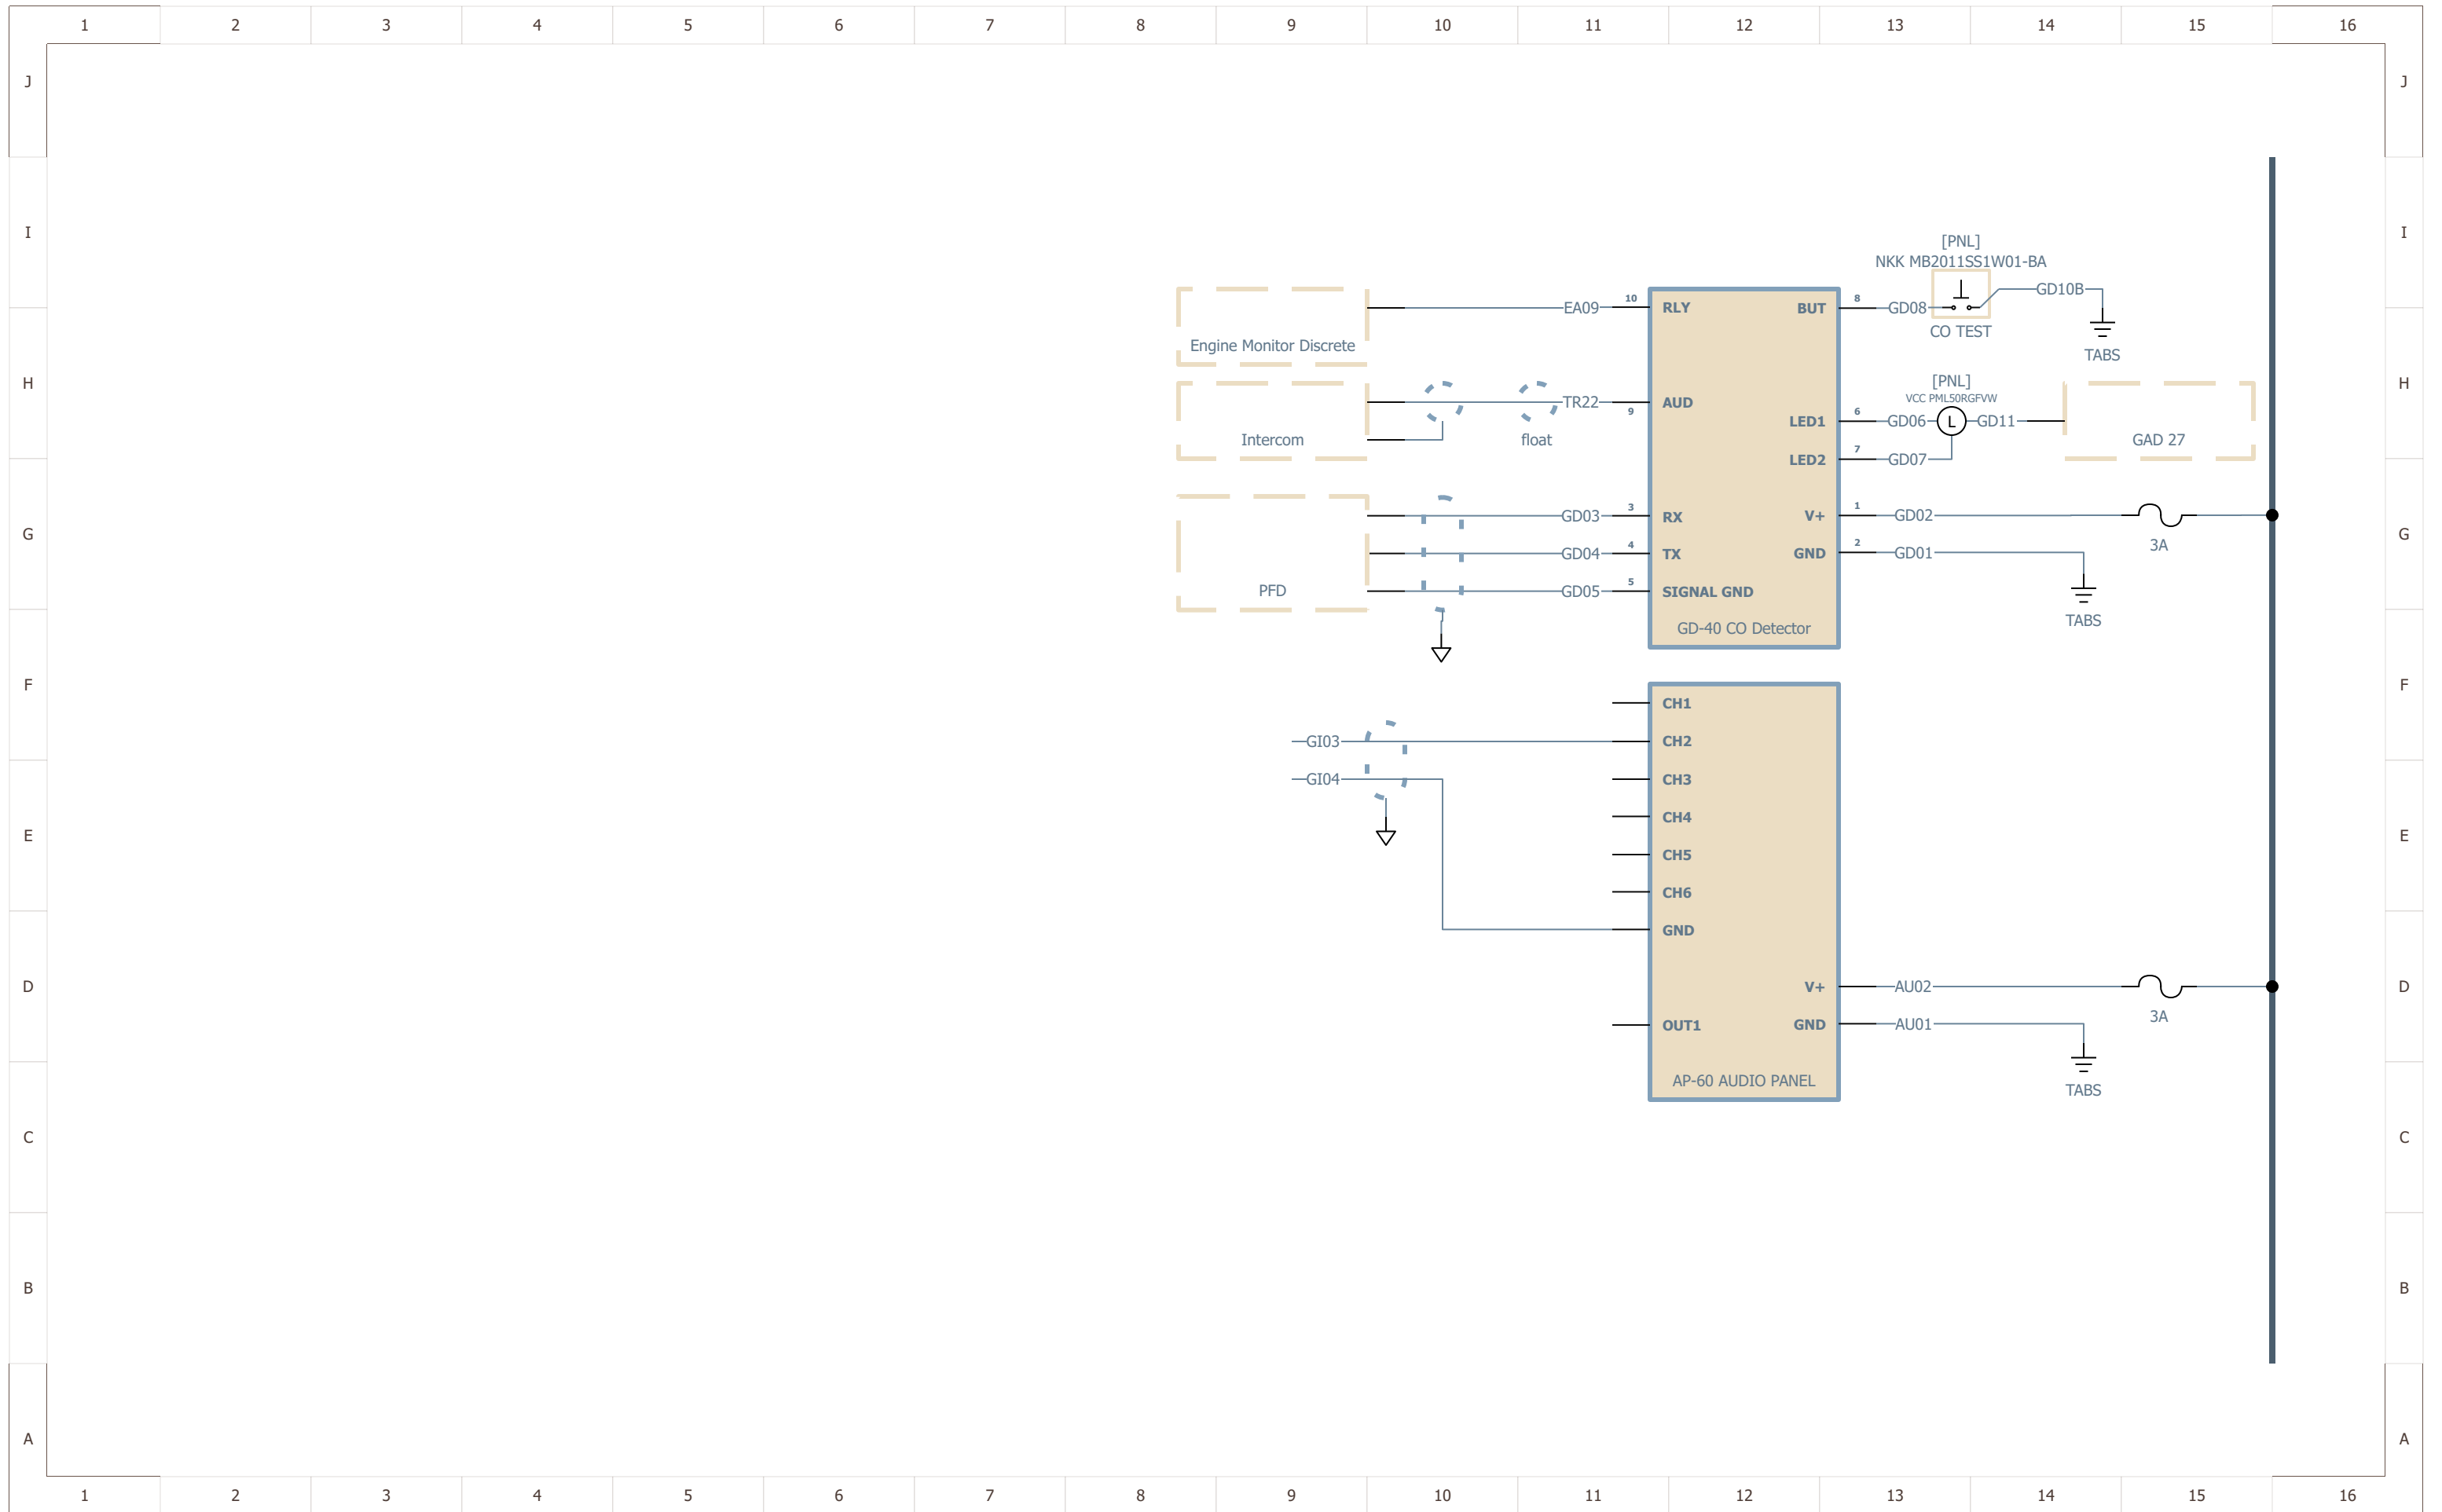 1 2 3 4 5 6 7 8 9 10 11 12 13 14 15 16
J J
I I
[PNL]
NKK MB2011SS1W01-BA
GD10B
EA09 10 RLY BUT 8 GD08
CO TEST
Engine Monitor Discrete
TABS
H H
[PNL]
VCC PML50RGFVW
TR22 9 AUD
LED1 6 GD06 L GD11
Intercom
float
GAD 27
LED2 7 GD07
GD03 3 RX V+ 1 GD02
G G
3A
GD04 4 TX GND 2 GD01
PFD
GD05 5 SIGNAL GND
TABS
GD-40 CO Detector
F F
CH1
GI03 CH2
GI04 CH3
CH4
E E
CH5
CH6
GND
D D
V+ AU02
3A
OUT1 GND AU01
AP-60 AUDIO PANEL
TABS
C C
B B
A A
1 2 3 4 5 6 7 8 9 10 11 12 13 14 15 16